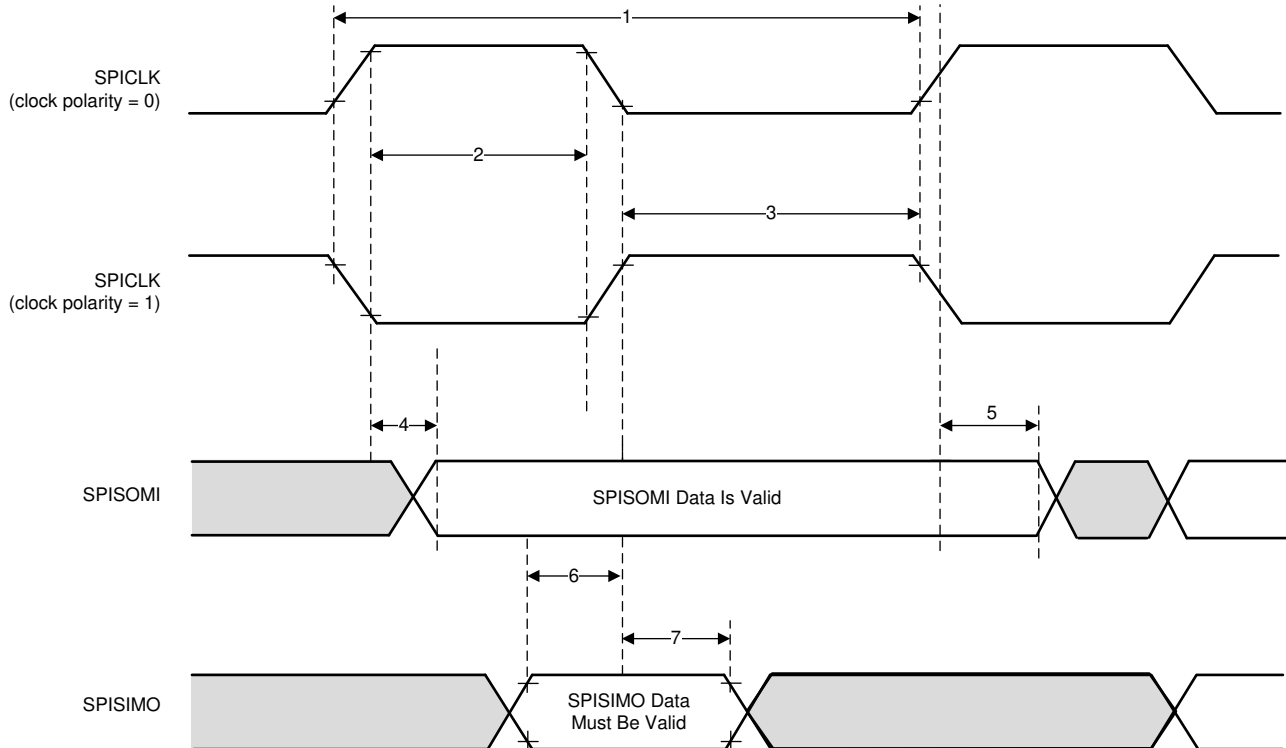 1
SPICLK
(clock polarity = 0)
2
3
SPICLK
(clock polarity = 1)
4
5
SPISOMI
SPISOMI Data Is Valid
6
7
SPISIMO
SPISIMO Data
Must Be Valid